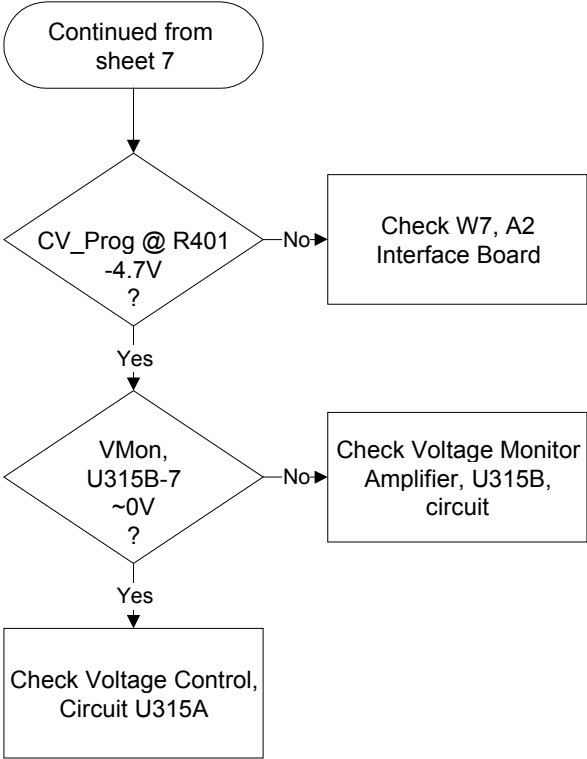 Continued from
sheet 7
CV_Prog @ R401
-4.7V
?
No
Check W7, A2
Interface Board
Yes
VMon,
U315B-7
~0V
?
No
Check Voltage Monitor
Amplifier, U315B,
circuit
Yes
Check Voltage Control,
Circuit U315A